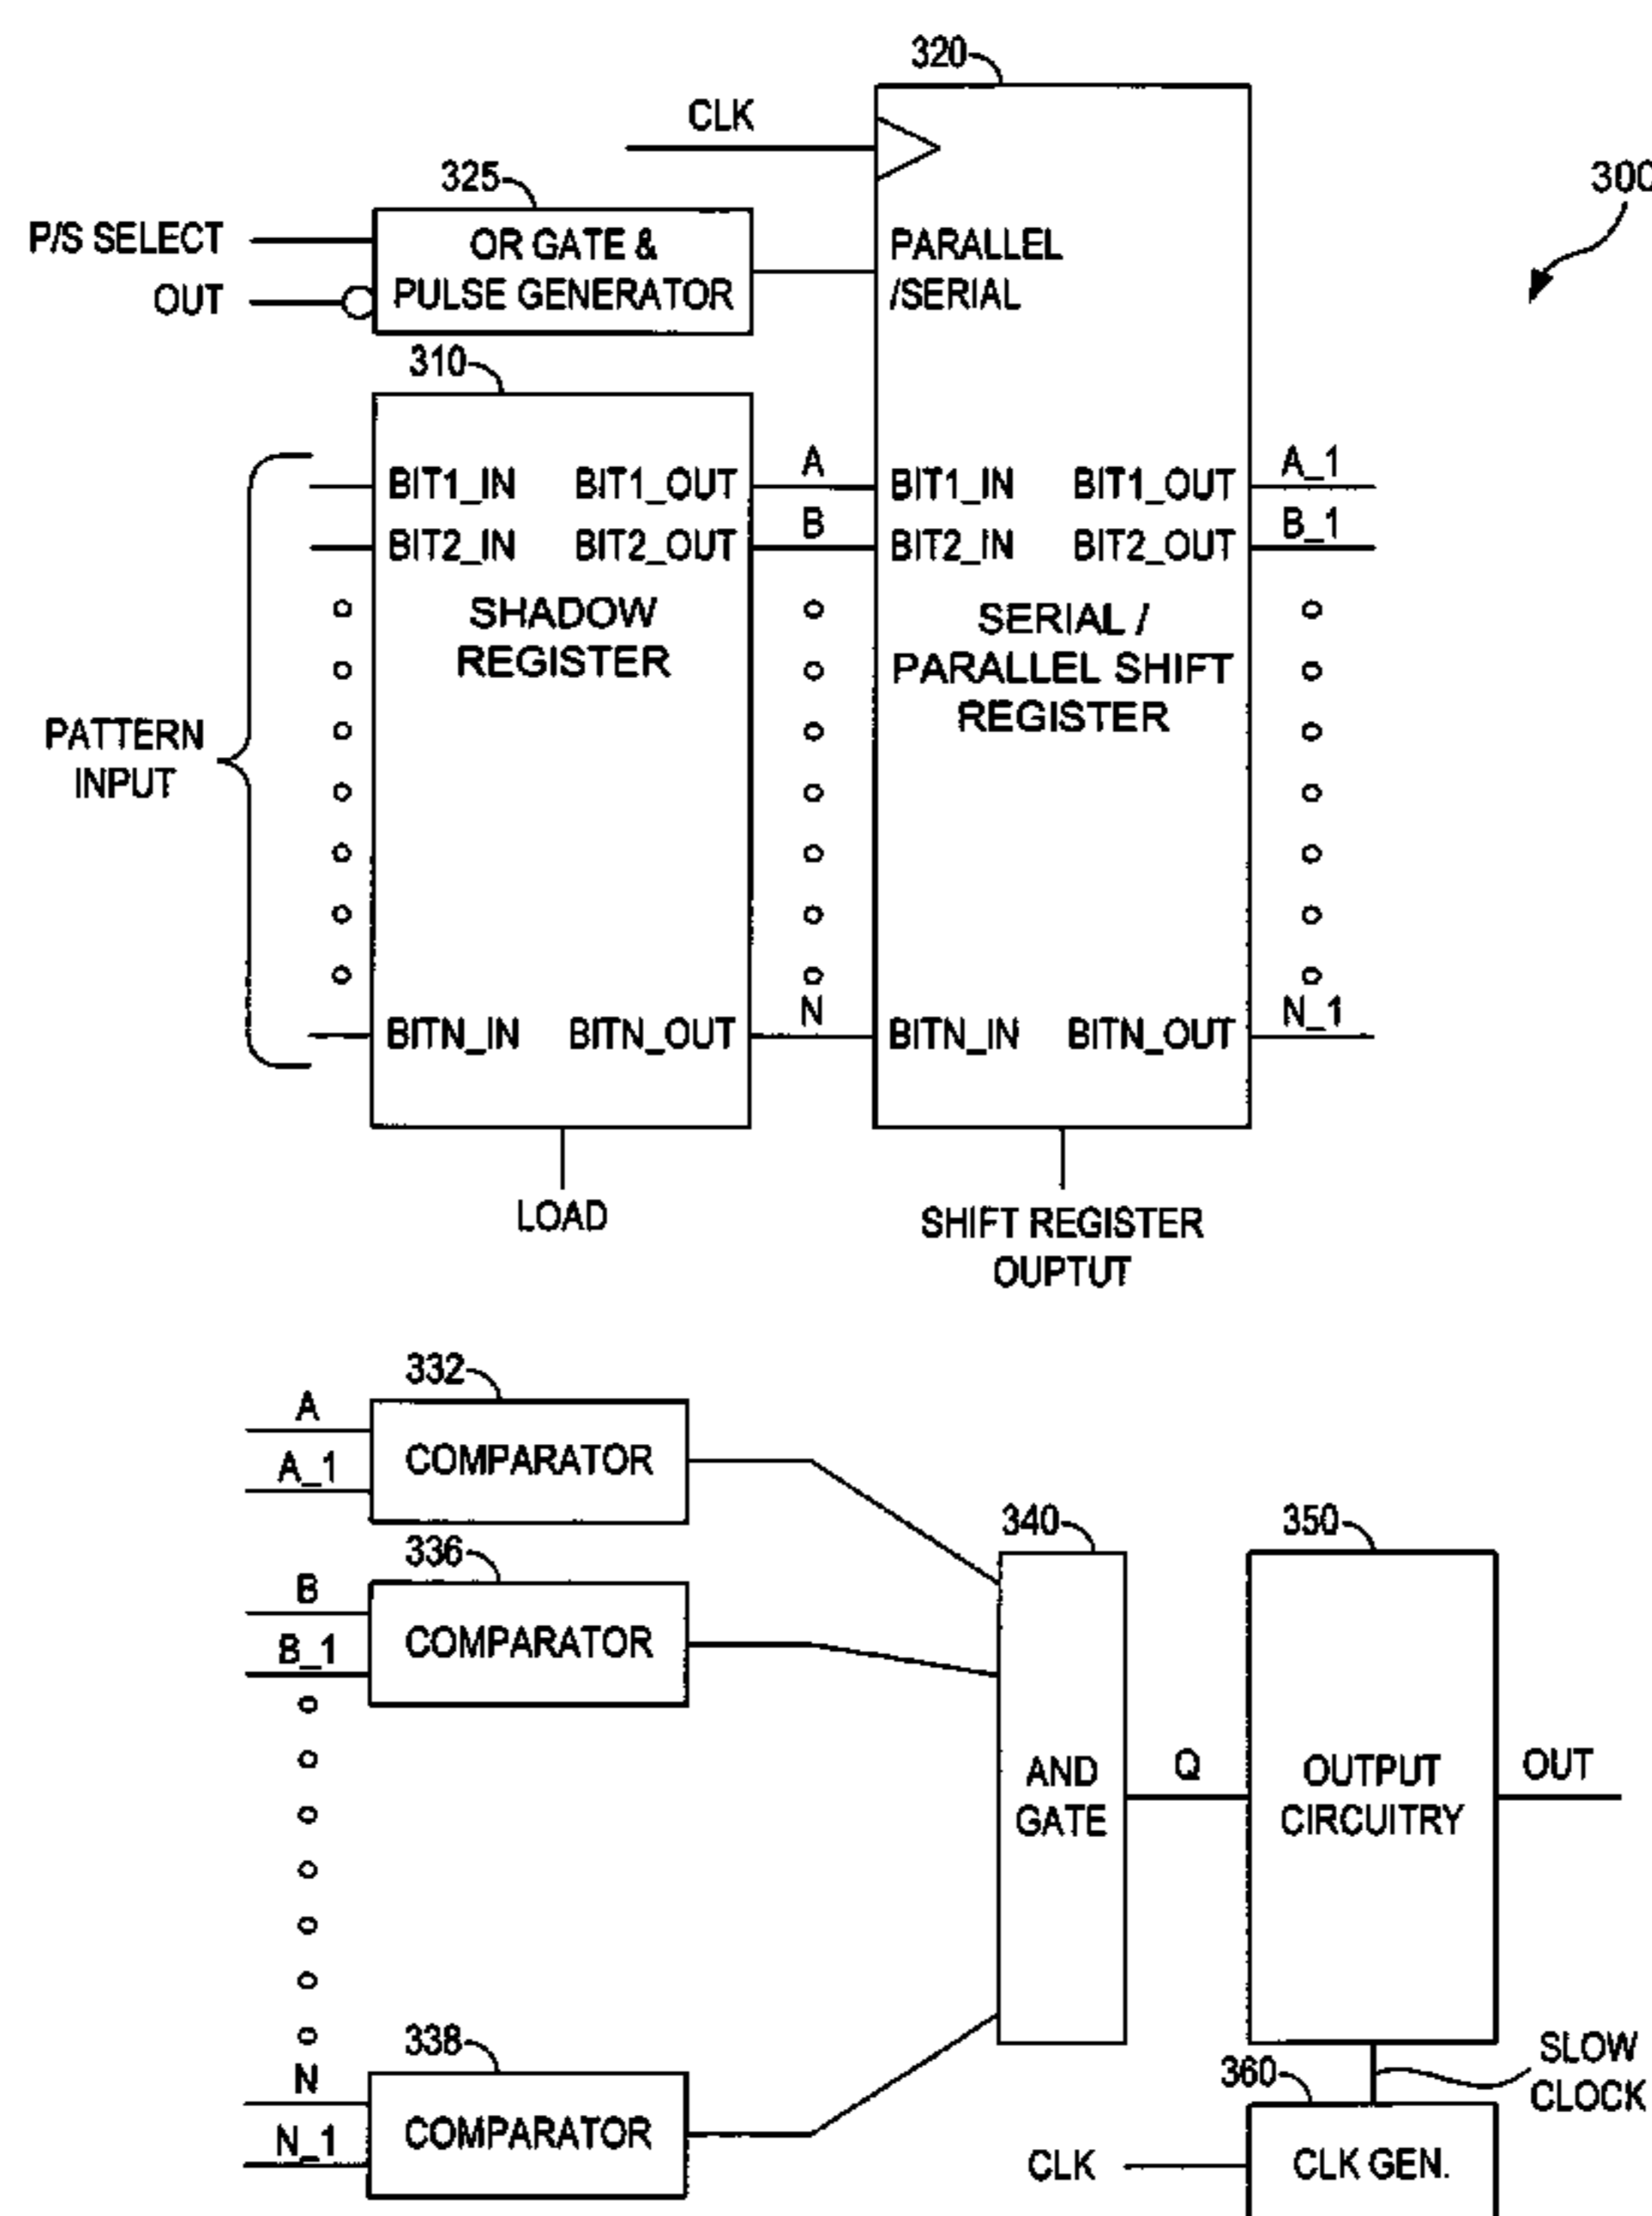 320
CLK
300
325
P/S SELECT
OUT
OR GATE &
PULSE GENERATOR
PARALLEL
/SERIAL
310
BIT1_IN BIT1_OUT A BIT1_IN BIT1_OUT A_1
BIT2_IN BIT2_OUT B BIT2_IN BIT2_OUT B_1
SHADOW
REGISTER
SERIAL /
PARALLEL SHIFT
REGISTER
PATTERN
INPUT
BITN_IN BITN_OUT N BITN_IN BITN_OUT N_1
LOAD
SHIFT REGISTER
OUPTUT
332
A
A_1
COMPARATOR
336
B
B_1
COMPARATOR
338
N
N_1
COMPARATOR
340
AND
GATE
Q
350
OUTPUT
CIRCUITRY
OUT
SLOW
CLOCK
360
CLK
CLK GEN.